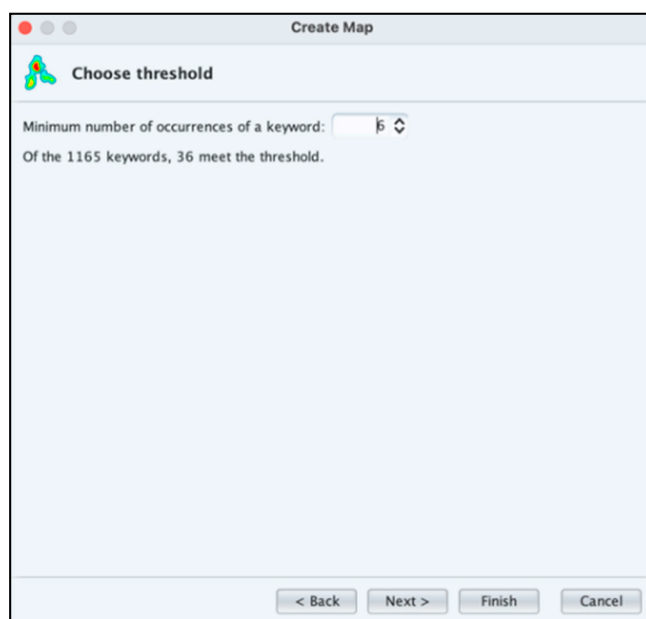 Create Map
Choose threshold
Minimum number of occurrences of a keyword: 6
Of the 1165 keywords, 36 meet the threshold.
< Back Next > Finish Cancel